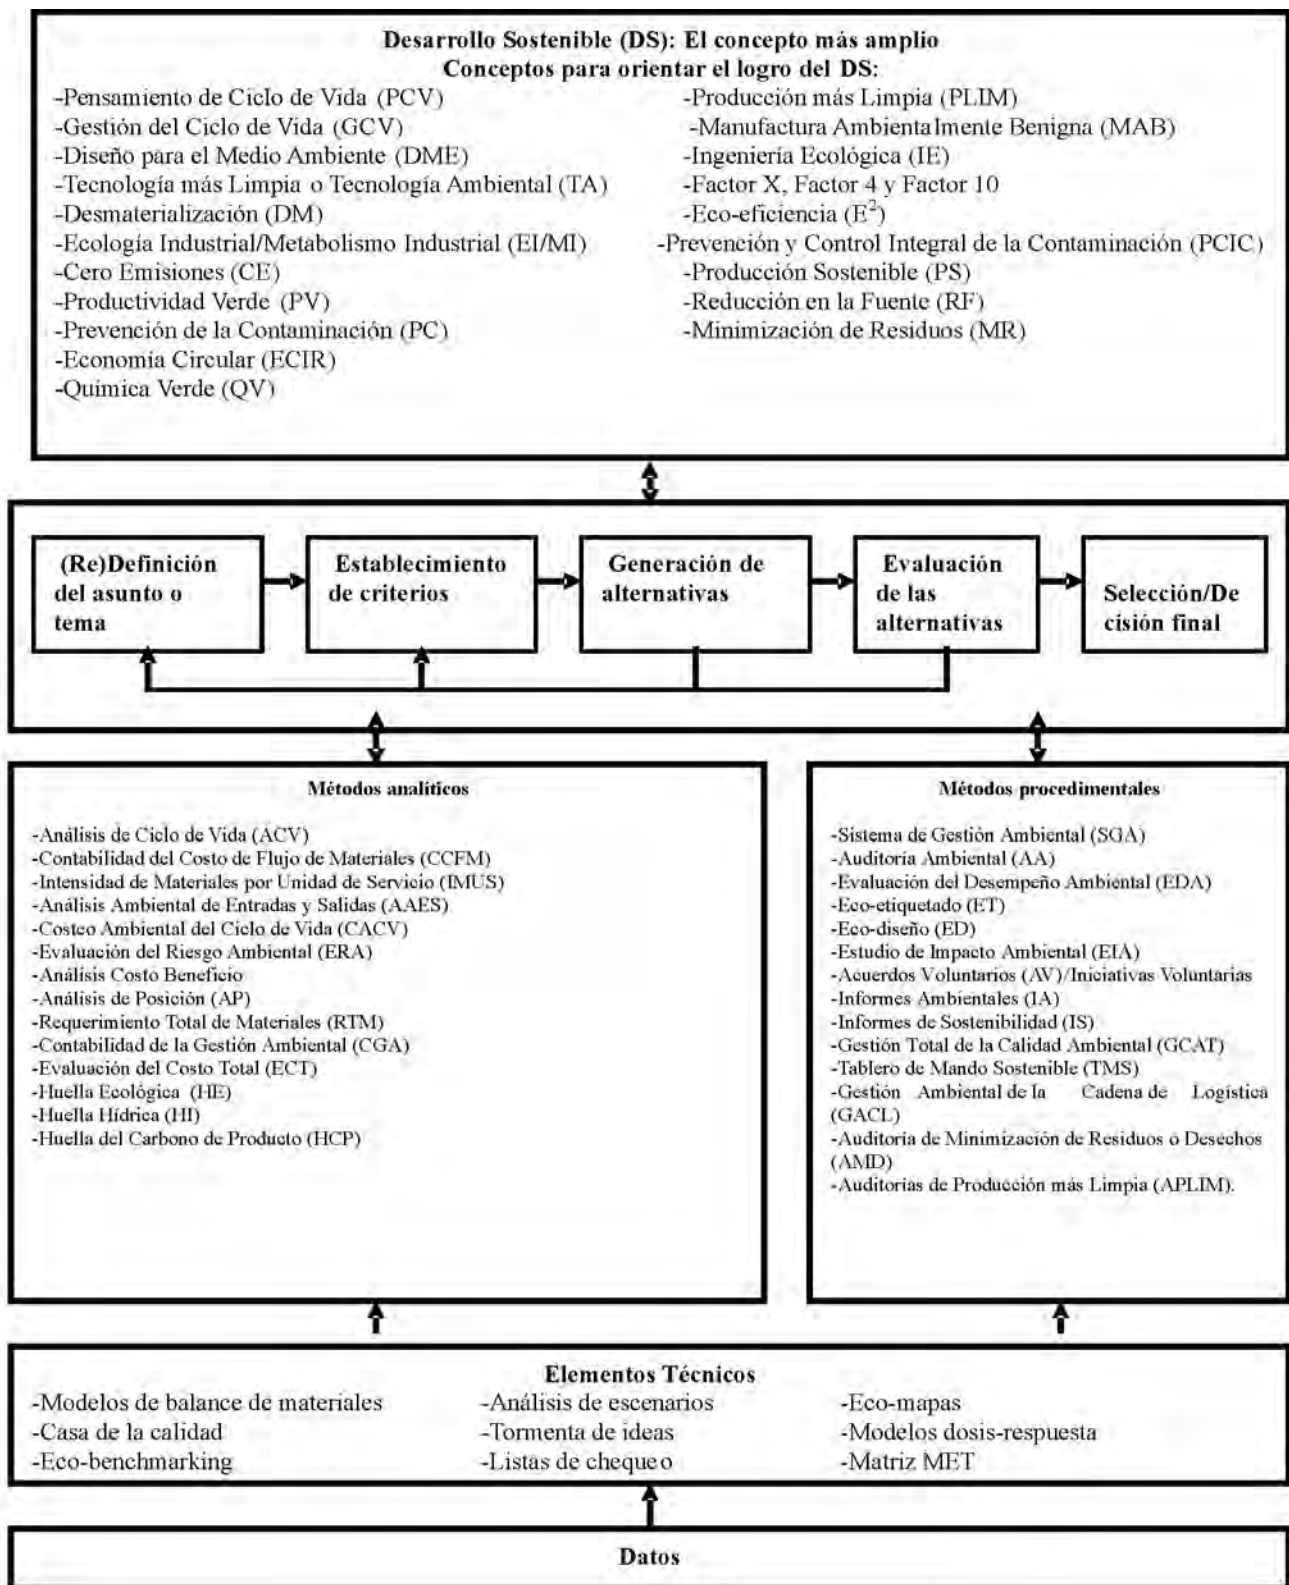 Desarrollo Sostenible (DS): El concepto más amplio
Conceptos para orientar el logro del DS:
-Pensamiento de Ciclo de Vida (PCV)
-Gestión del Ciclo de Vida (GCV)
-Diseño para el Medio Ambiente (DME)
-Tecnología más Limpia o Tecnología Ambiental (TA)
-Desmaterialización (DM)
-Ecología Industrial/Metabolismo Industrial (EI/MI)
-Cero Emisiones (CE)
-Productividad Verde (PV)
-Prevención de la Contaminación (PC)
-Economía Circular (ECIR)
-Química Verde (QV)
-Producción más Limpia (PLIM)
-Manufactura Ambientalmente Benigna (MAB)
-Ingeniería Ecológica (IE)
-Factor X, Factor 4 y Factor 10
-Eco-eficiencia (E²)
-Prevención y Control Integral de la Contaminación (PCIC)
-Producción Sostenible (PS)
-Reducción en la Fuente (RF)
-Minimización de Residuos (MR)
(Re)Definición
del asunto o
tema
Establecimiento
de criterios
Generación de
alternativas
Evaluación
de las
alternativas
Selección/De
cisión final
Métodos analíticos
-Análisis de Ciclo de Vida (ACV)
-Contabilidad del Costo de Flujo de Materiales (CCFM)
-Intensidad de Materiales por Unidad de Servicio (IMUS)
-Análisis Ambiental de Entradas y Salidas (AAES)
-Costeo Ambiental del Ciclo de Vida (CACV)
-Evaluación del Riesgo Ambiental (ERA)
-Análisis Costo Beneficio
-Análisis de Posición (AP)
-Requerimiento Total de Materiales (RTM)
-Contabilidad de la Gestión Ambiental (CGA)
-Evaluación del Costo Total (ECT)
-Huella Ecológica (HE)
-Huella Hídrica (HI)
-Huella del Carbono de Producto (HCP)
Métodos procedimentales
-Sistema de Gestión Ambiental (SGA)
-Auditoría Ambiental (AA)
-Evaluación del Desempeño Ambiental (EDA)
-Eco-etiquetado (ET)
-Eco-diseño (ED)
-Estudio de Impacto Ambiental (EIA)
-Acuerdos Voluntarios (AV)/Iniciativas Voluntarias
-Informes Ambientales (IA)
-Informes de Sostenibilidad (IS)
-Gestión Total de la Calidad Ambiental (GCAT)
-Tablero de Mando Sostenible (TMS)
-Gestión Ambiental de la Cadena de Logística
(GACL)
-Auditoría de Minimización de Residuos o Desechos
(AMD)
-Auditorías de Producción más Limpia (APLIM).
Elementos Técnicos
-Modelos de balance de materiales
-Casa de la calidad
-Eco-benchmarking
-Análisis de escenarios
-Tormenta de ideas
-Listas de chequeo
-Eco-mapas
-Modelos dosis-respuesta
-Matriz MET
Datos